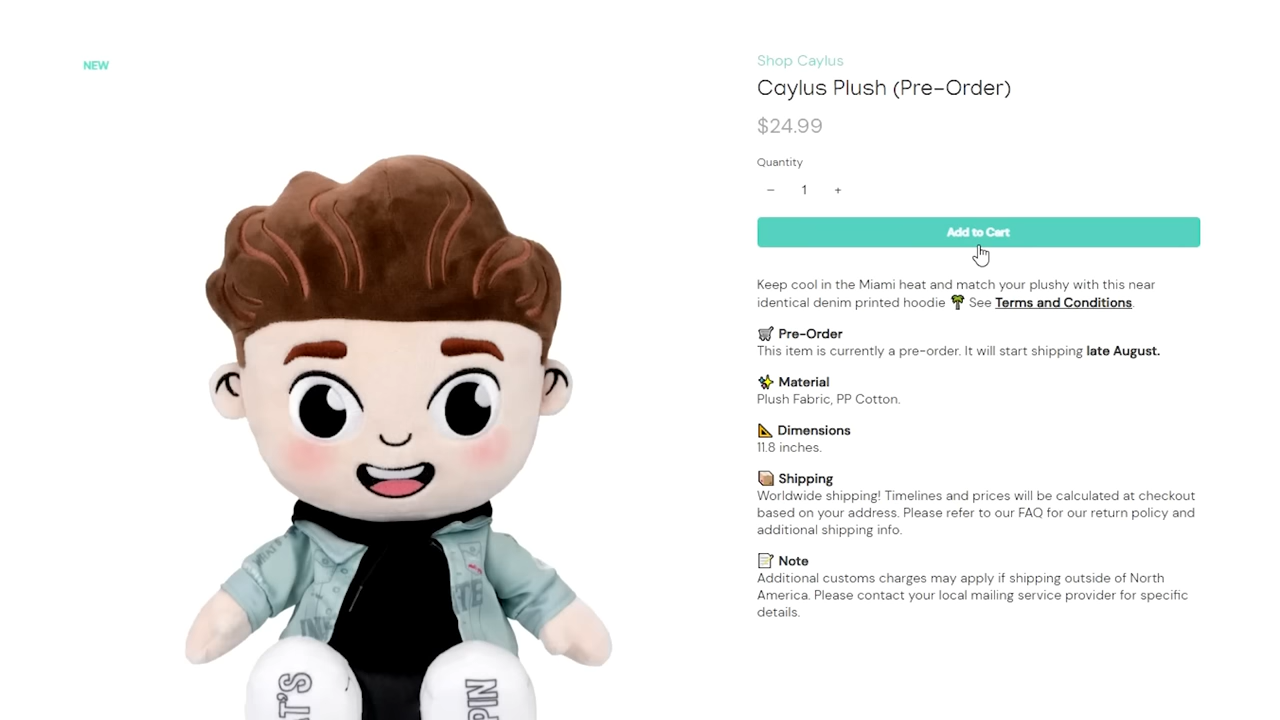 NEW
Shop Caylus
Caylus Plush (Pre-Order)
$24.99
Quantity
− 1 +
Add to Cart
Keep cool in the Miami heat and match your plushy with this near
identical denim printed hoodie 🌴 See Terms and Conditions.
🛒 Pre-Order
This item is currently a pre-order. It will start shipping late August.
✨ Material
Plush Fabric, PP Cotton.
📐 Dimensions
11.8 inches.
📦 Shipping
Worldwide shipping! Timelines and prices will be calculated at checkout
based on your address. Please refer to our FAQ for our return policy and
additional shipping info.
📝 Note
Additional customs charges may apply if shipping outside of North
America. Please contact your local mailing service provider for specific
details.
AT'S
PIN